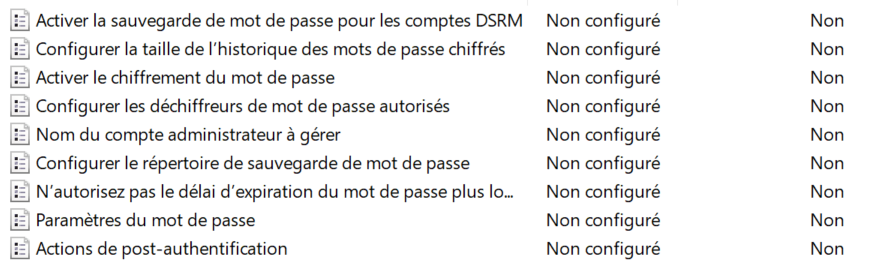 Activer la sauvegarde de mot de passe pour les comptes DSRM Non configuré Non
Configurer la taille de l’historique des mots de passe chiffrés Non configuré Non
Activer le chiffrement du mot de passe Non configuré Non
Configurer les déchiffreurs de mot de passe autorisés Non configuré Non
Nom du compte administrateur à gérer Non configuré Non
Configurer le répertoire de sauvegarde de mot de passe Non configuré Non
N’autorisez pas le délai d’expiration du mot de passe plus lo... Non configuré Non
Paramètres du mot de passe Non configuré Non
Actions de post-authentification Non configuré Non